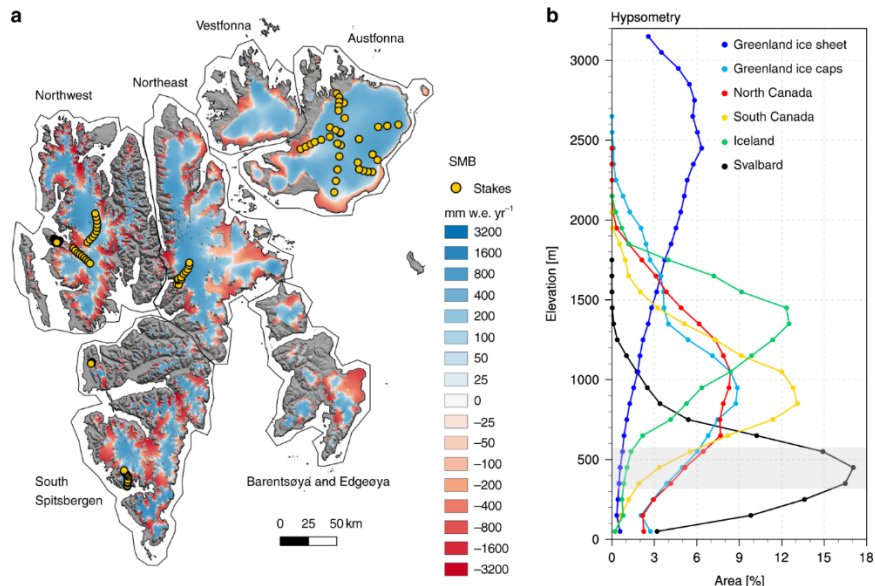 a
Vestfonna
Austfonna
Northwest
Northeast
SMB
Stakes
mm w.e. yr⁻¹
3200
1600
800
400
200
100
50
25
0
−25
−50
−100
−200
−400
−800
−1600
−3200
South
Spitsbergen
Barentsøya and Edgeøya
0 25 50 km
b
Hypsometry
Greenland ice sheet
Greenland ice caps
North Canada
South Canada
Iceland
Svalbard
Elevation [m]
3000
2500
2000
1500
1000
500
0
0 3 6 9 12 15 18
Area [%]